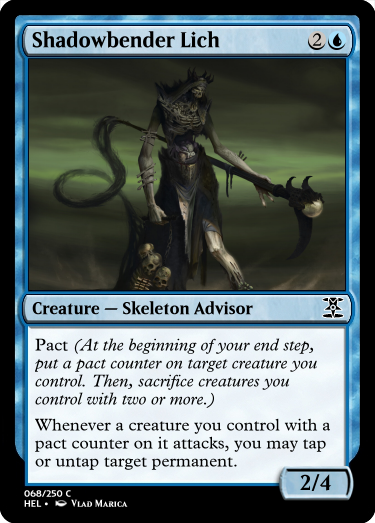 Shadowbender Lich 2
Creature — Skeleton Advisor
Pact (At the beginning of your end step,
put a pact counter on target creature you
control. Then, sacrifice creatures you
control with two or more.)
Whenever a creature you control with a
pact counter on it attacks, you may tap
or untap target permanent.
2/4
068/250 C
HEL • Vlad Marica